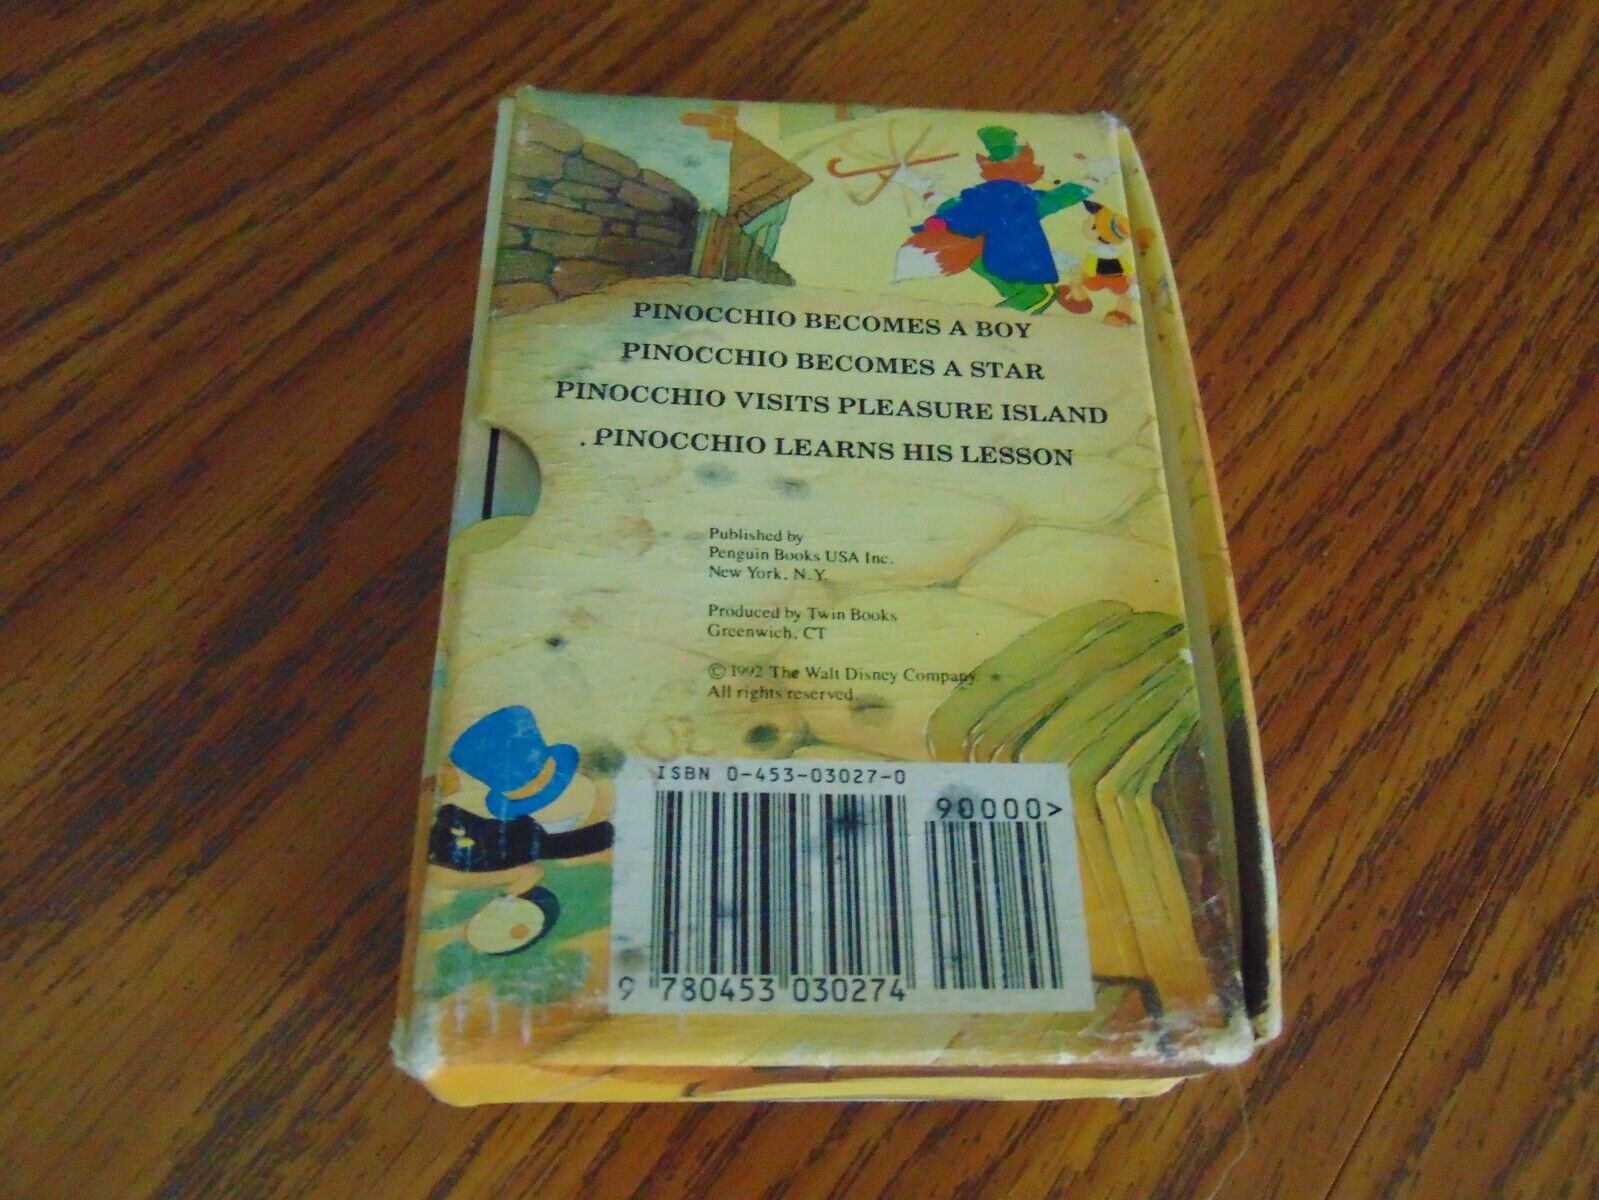 PINOCCHIO BECOMES A BOY
PINOCCHIO BECOMES A STAR
PINOCCHIO VISITS PLEASURE ISLAND
. PINOCCHIO LEARNS HIS LESSON
Published by
Penguin Books USA Inc.
New York, N.Y.
Produced by Twin Books
Greenwich, CT
© 1992 The Walt Disney Company
All rights reserved.
ISBN 0-453-03027-0
90000>
9 780453 030274